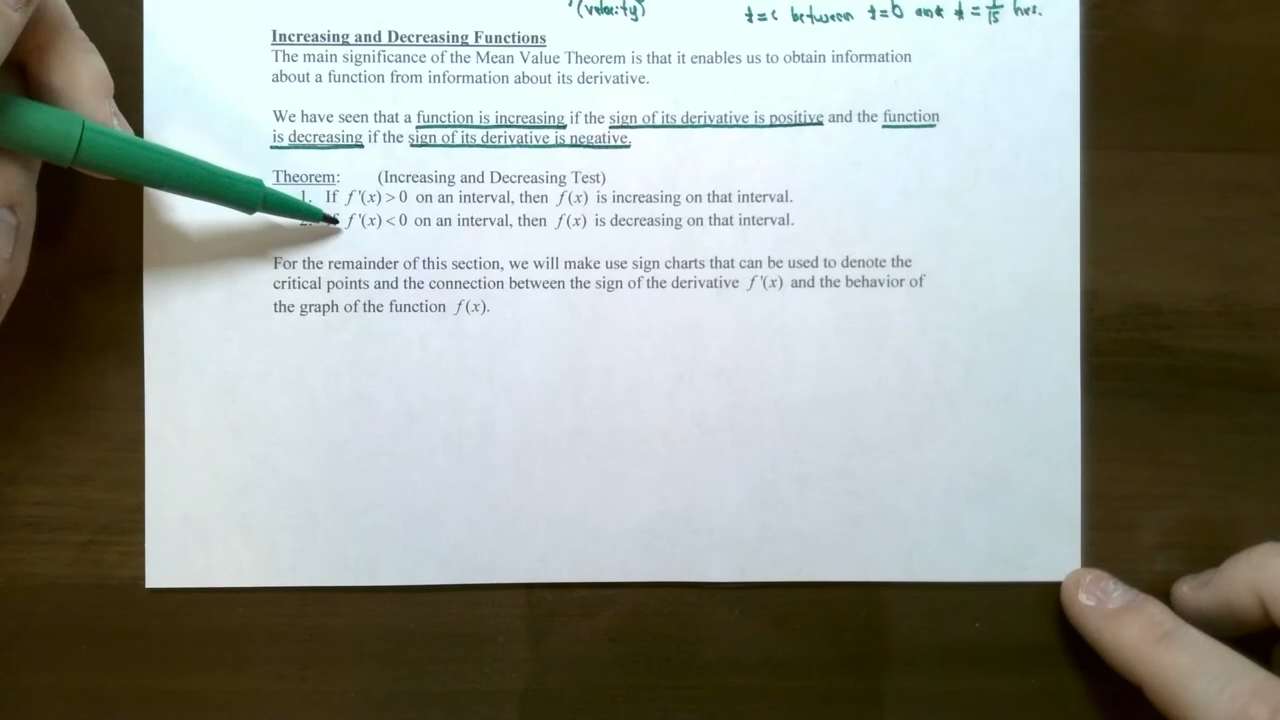 (velocity) t=c between t=0 and t=1/15 hrs.
Increasing and Decreasing Functions
The main significance of the Mean Value Theorem is that it enables us to obtain information
about a function from information about its derivative.
We have seen that a function is increasing if the sign of its derivative is positive and the function
is decreasing if the sign of its derivative is negative.
Theorem: (Increasing and Decreasing Test)
1. If f'(x) > 0 on an interval, then f(x) is increasing on that interval.
f'(x) < 0 on an interval, then f(x) is decreasing on that interval.
For the remainder of this section, we will make use sign charts that can be used to denote the
critical points and the connection between the sign of the derivative f'(x) and the behavior of
the graph of the function f(x).